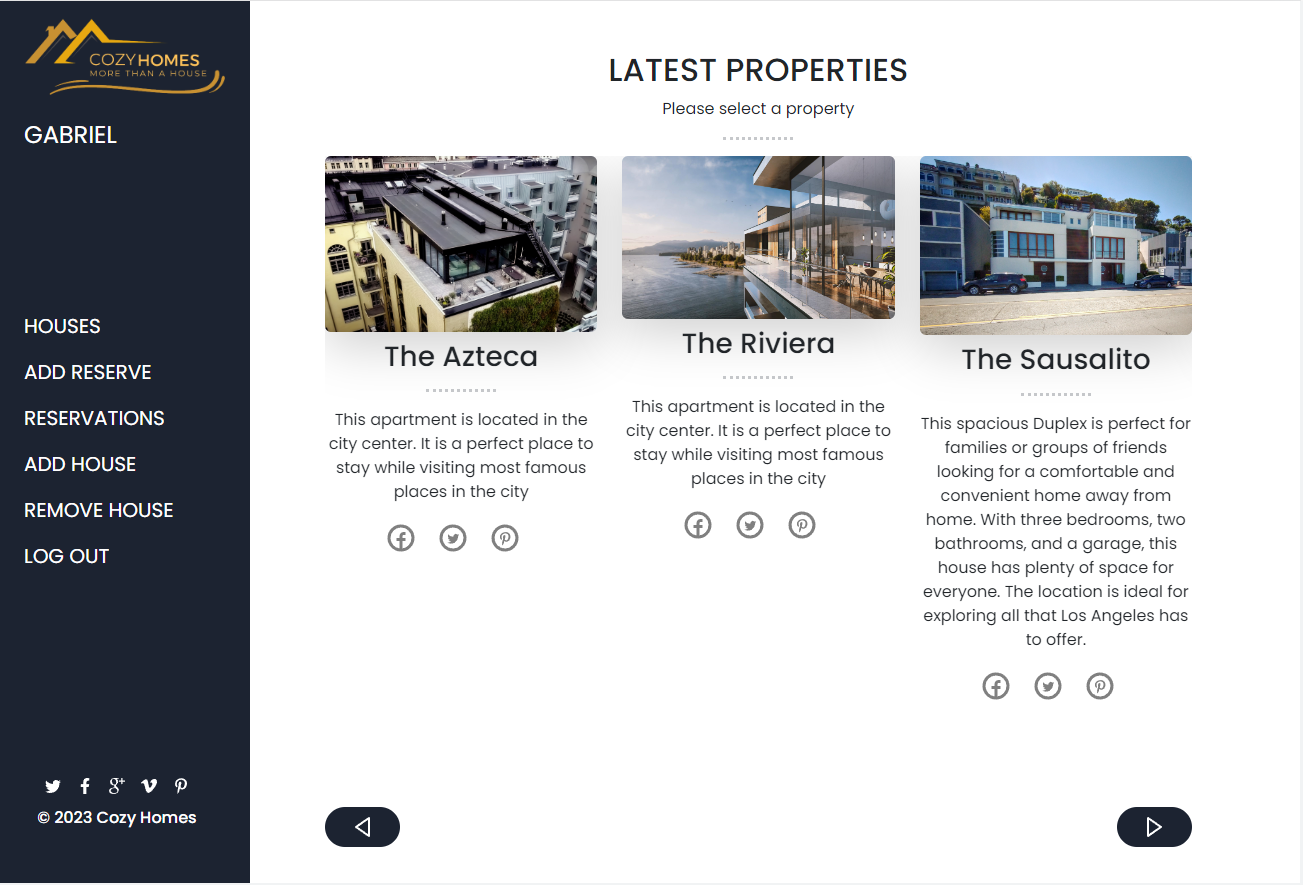 COZYHOMES
MORE THAN A HOUSE
GABRIEL
HOUSES
ADD RESERVE
RESERVATIONS
ADD HOUSE
REMOVE HOUSE
LOG OUT
© 2023 Cozy Homes
LATEST PROPERTIES
Please select a property
The Azteca
This apartment is located in the
city center. It is a perfect place to
stay while visiting most famous
places in the city
The Riviera
This apartment is located in the
city center. It is a perfect place to
stay while visiting most famous
places in the city
The Sausalito
This spacious Duplex is perfect for
families or groups of friends
looking for a comfortable and
convenient home away from
home. With three bedrooms, two
bathrooms, and a garage, this
house has plenty of space for
everyone. The location is ideal for
exploring all that Los Angeles has
to offer.